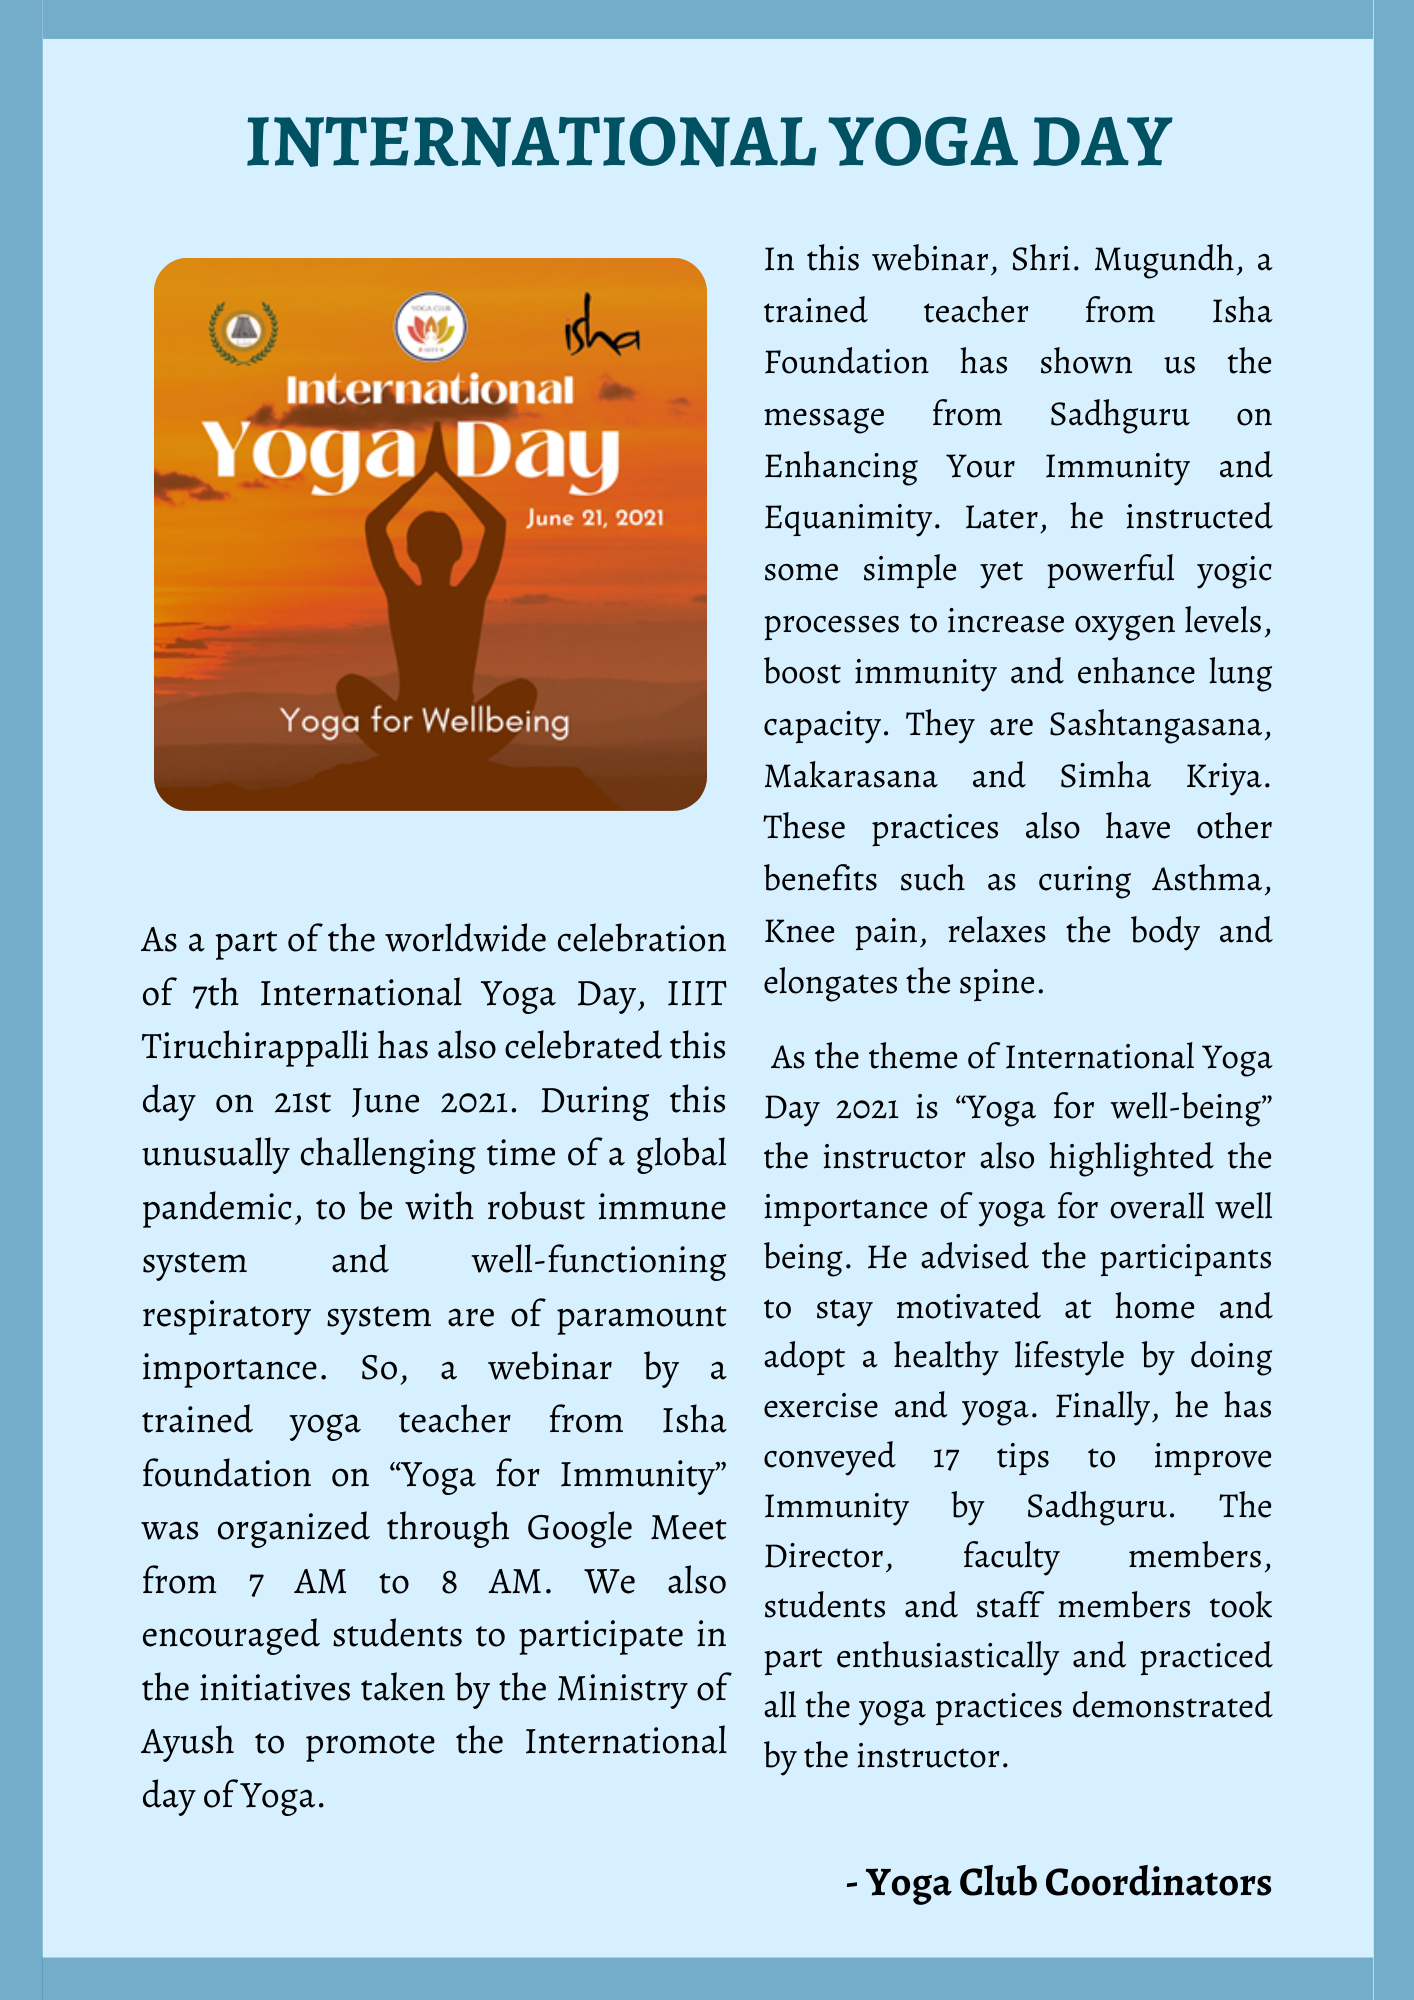 INTERNATIONAL YOGA DAY
YOGA CLUB
isha
International
Yoga Day
June 21, 2021
Yoga for Wellbeing
As a part of the worldwide celebration
of 7th International Yoga Day, IIIT
Tiruchirappalli has also celebrated this
day on 21st June 2021. During this
unusually challenging time of a global
pandemic, to be with robust immune
system and well-functioning
respiratory system are of paramount
importance. So, a webinar by a
trained yoga teacher from Isha
foundation on “Yoga for Immunity”
was organized through Google Meet
from 7 AM to 8 AM. We also
encouraged students to participate in
the initiatives taken by the Ministry of
Ayush to promote the International
day of Yoga.
In this webinar, Shri. Mugundh, a
trained teacher from Isha
Foundation has shown us the
message from Sadhguru on
Enhancing Your Immunity and
Equanimity. Later, he instructed
some simple yet powerful yogic
processes to increase oxygen levels,
boost immunity and enhance lung
capacity. They are Sashtangasana,
Makarasana and Simha Kriya.
These practices also have other
benefits such as curing Asthma,
Knee pain, relaxes the body and
elongates the spine.
As the theme of International Yoga
Day 2021 is “Yoga for well-being”
the instructor also highlighted the
importance of yoga for overall well
being. He advised the participants
to stay motivated at home and
adopt a healthy lifestyle by doing
exercise and yoga. Finally, he has
conveyed 17 tips to improve
Immunity by Sadhguru. The
Director, faculty members,
students and staff members took
part enthusiastically and practiced
all the yoga practices demonstrated
by the instructor.
- Yoga Club Coordinators